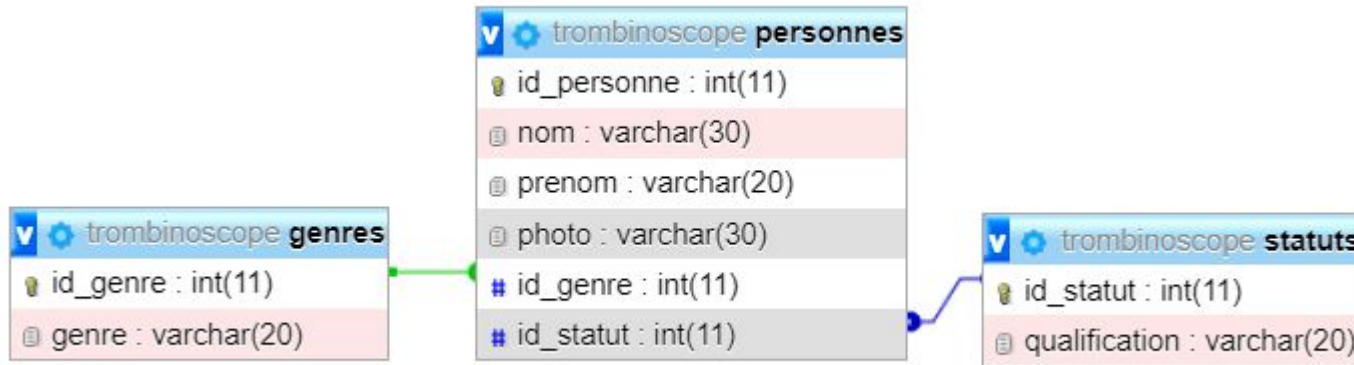 v trombinoscope personnes
id_personne : int(11)
nom : varchar(30)
prenom : varchar(20)
photo : varchar(30)
# id_genre : int(11)
# id_statut : int(11)
v trombinoscope genres
id_genre : int(11)
genre : varchar(20)
v trombinoscope statuts
id_statut : int(11)
qualification : varchar(20)